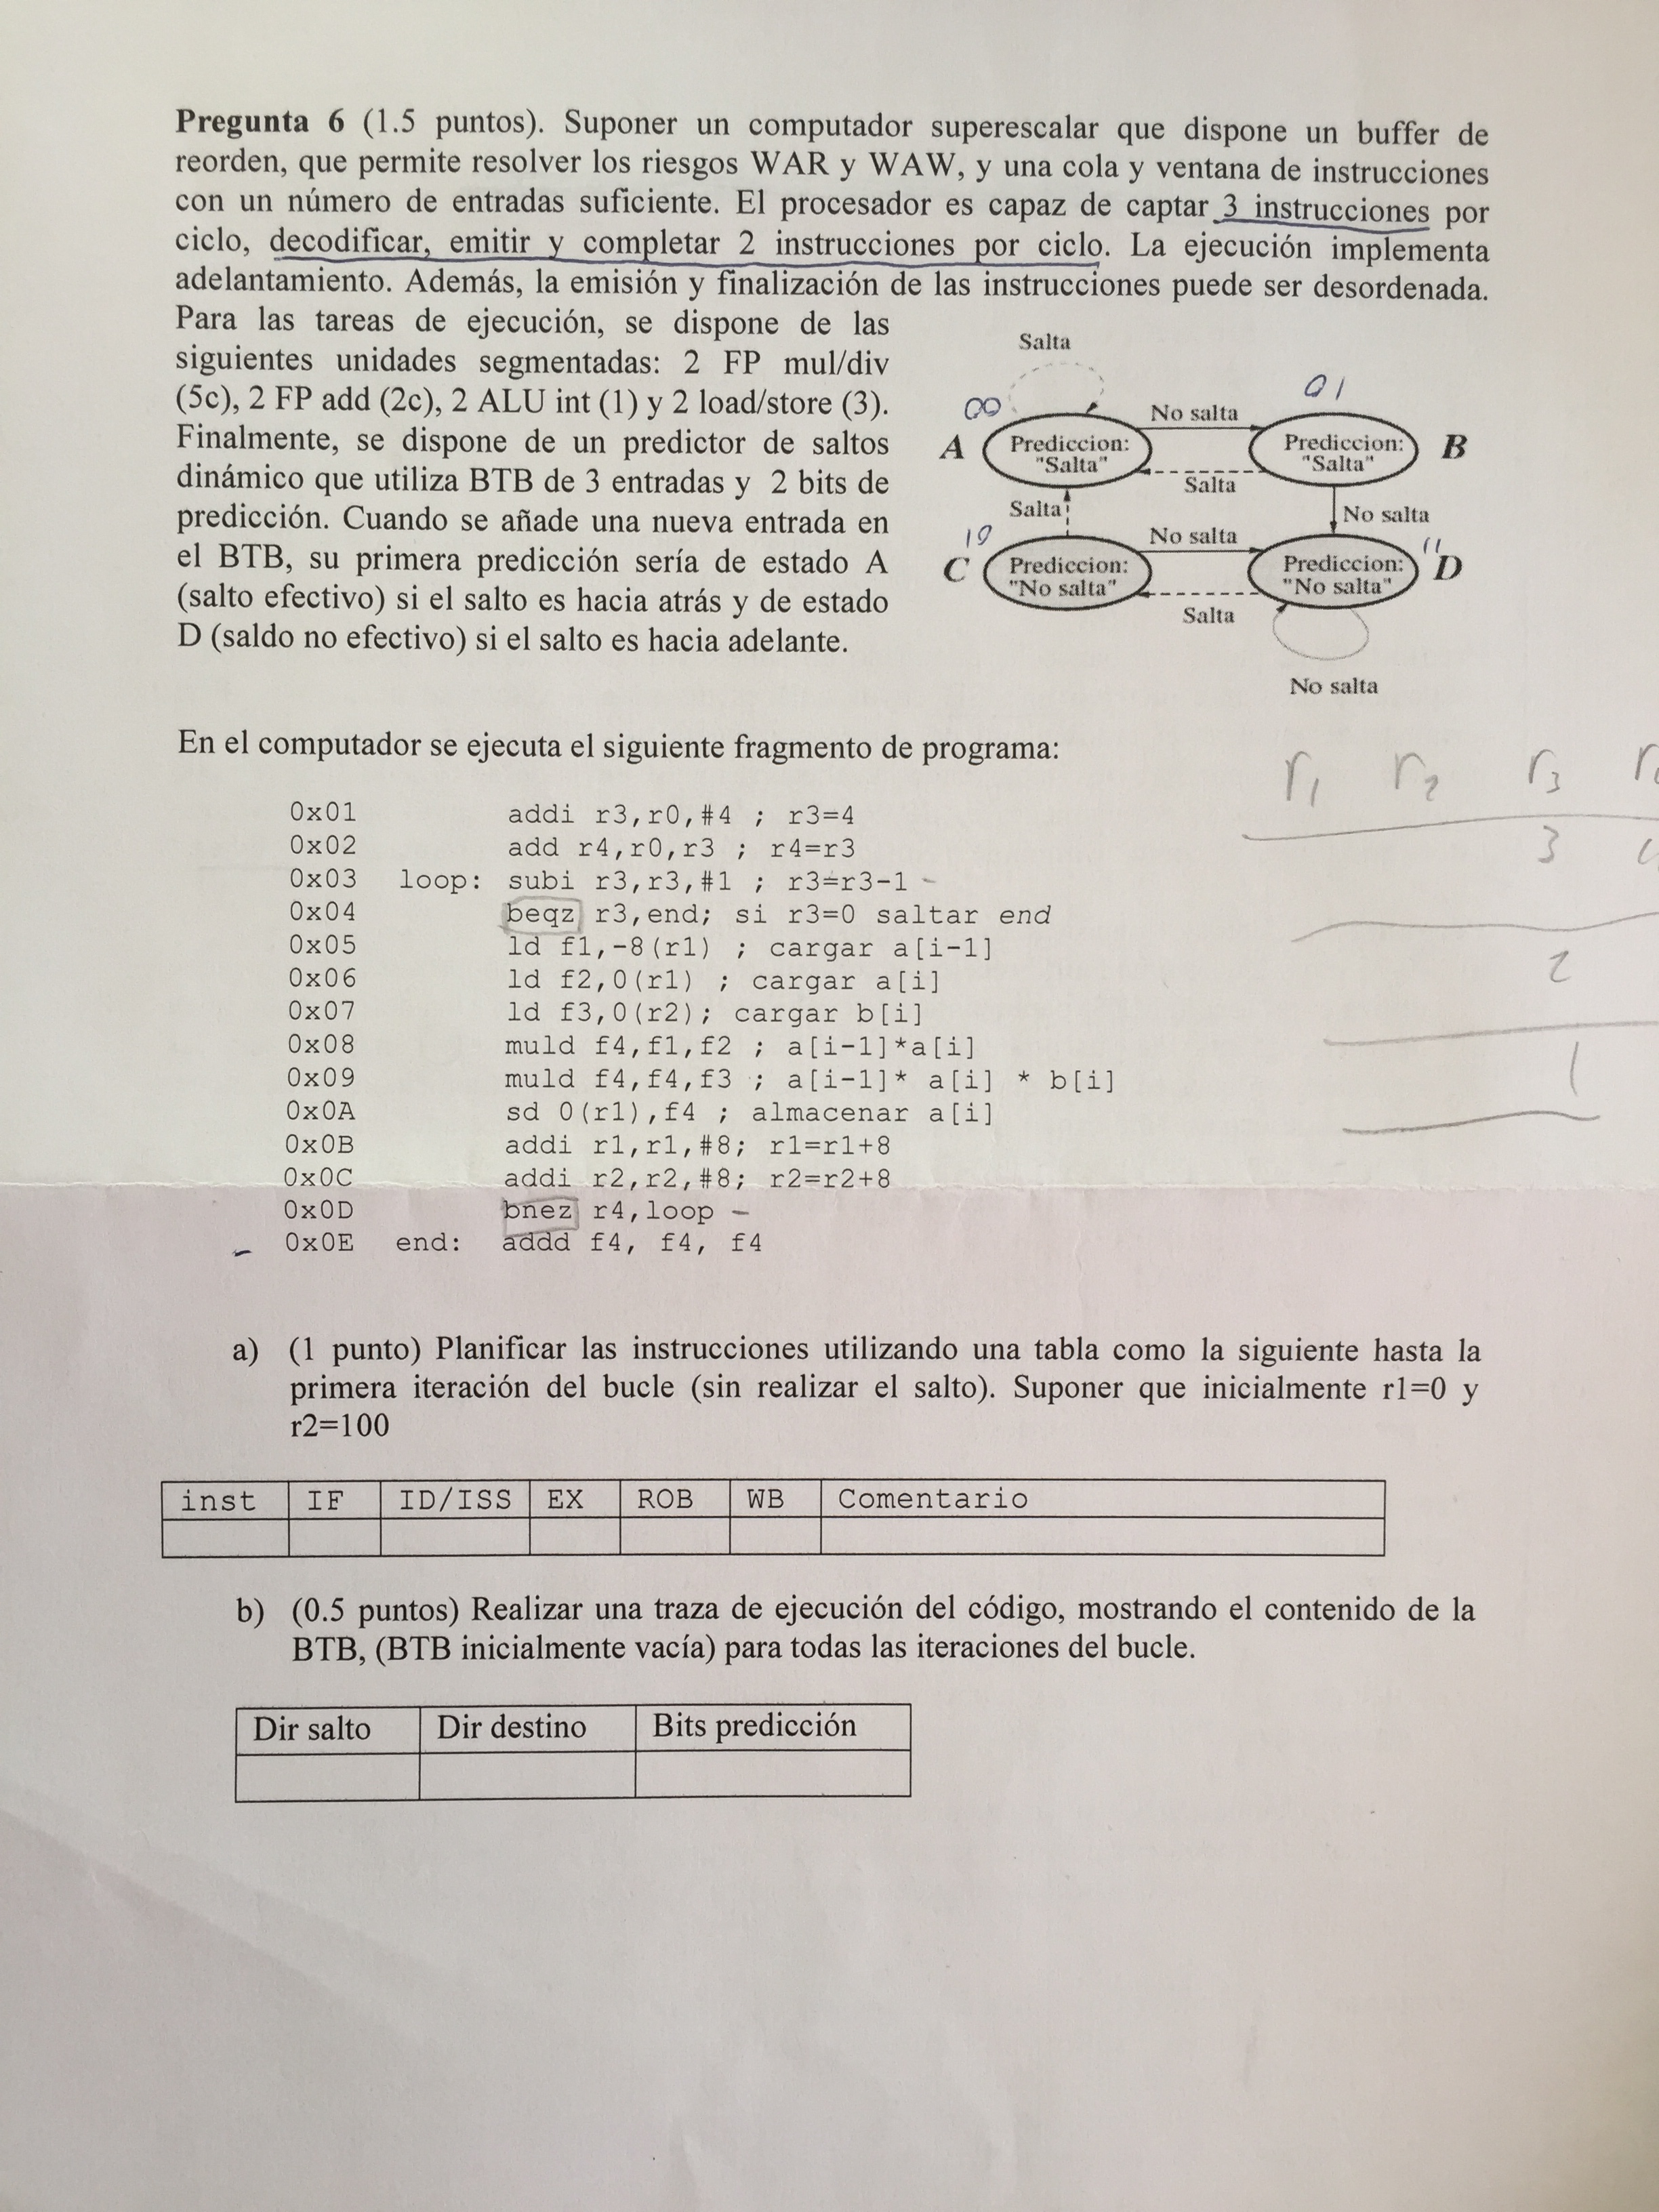 Pregunta 6 (1.5 puntos). Suponer un computador superescalar que dispone un buffer de
reorden, que permite resolver los riesgos WAR y WAW, y una cola y ventana de instrucciones
con un número de entradas suficiente. El procesador es capaz de captar 3 instrucciones por
ciclo, decodificar, emitir y completar 2 instrucciones por ciclo. La ejecución implementa
adelantamiento. Además, la emisión y finalización de las instrucciones puede ser desordenada.
Para las tareas de ejecución, se dispone de las
siguientes unidades segmentadas: 2 FP mul/div
(5c), 2 FP add (2c), 2 ALU int (1) y 2 load/store (3).
Finalmente, se dispone de un predictor de saltos
dinámico que utiliza BTB de 3 entradas y 2 bits de
predicción. Cuando se añade una nueva entrada en
el BTB, su primera predicción sería de estado A
(salto efectivo) si el salto es hacia atrás y de estado
D (saldo no efectivo) si el salto es hacia adelante.
Salta
00
01
No salta
A
Prediccion:
"Salta"
Prediccion:
"Salta"
B
Salta
Salta
No salta
10
No salta
11
C
Prediccion:
"No salta"
Prediccion:
"No salta"
D
Salta
No salta
En el computador se ejecuta el siguiente fragmento de programa:
r1 r2 r3
3
2
1
0x01 addi r3,r0,#4 ; r3=4
0x02 add r4,r0,r3 ; r4=r3
0x03 loop: subi r3,r3,#1 ; r3=r3-1
0x04 beqz r3,end; si r3=0 saltar end
0x05 ld f1,-8(r1) ; cargar a[i-1]
0x06 ld f2,0(r1) ; cargar a[i]
0x07 ld f3,0(r2); cargar b[i]
0x08 muld f4,f1,f2 ; a[i-1]*a[i]
0x09 muld f4,f4,f3 ; a[i-1]* a[i] * b[i]
0x0A sd 0(r1),f4 ; almacenar a[i]
0x0B addi r1,r1,#8; r1=r1+8
0x0C addi r2,r2,#8; r2=r2+8
0x0D bnez r4,loop
0x0E end: addd f4, f4, f4
a) (1 punto) Planificar las instrucciones utilizando una tabla como la siguiente hasta la
primera iteración del bucle (sin realizar el salto). Suponer que inicialmente r1=0 y
r2=100
inst IF ID/ISS EX ROB WB Comentario
b) (0.5 puntos) Realizar una traza de ejecución del código, mostrando el contenido de la
BTB, (BTB inicialmente vacía) para todas las iteraciones del bucle.
Dir salto Dir destino Bits predicción